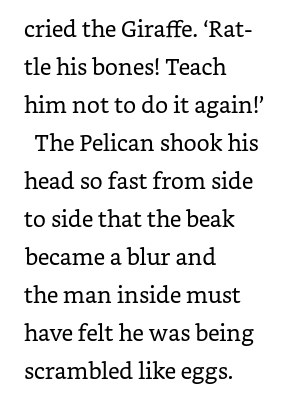 cried the Giraffe. ‘Rat-
tle his bones! Teach
him not to do it again!’
The Pelican shook his
head so fast from side
to side that the beak
became a blur and
the man inside must
have felt he was being
scrambled like eggs.